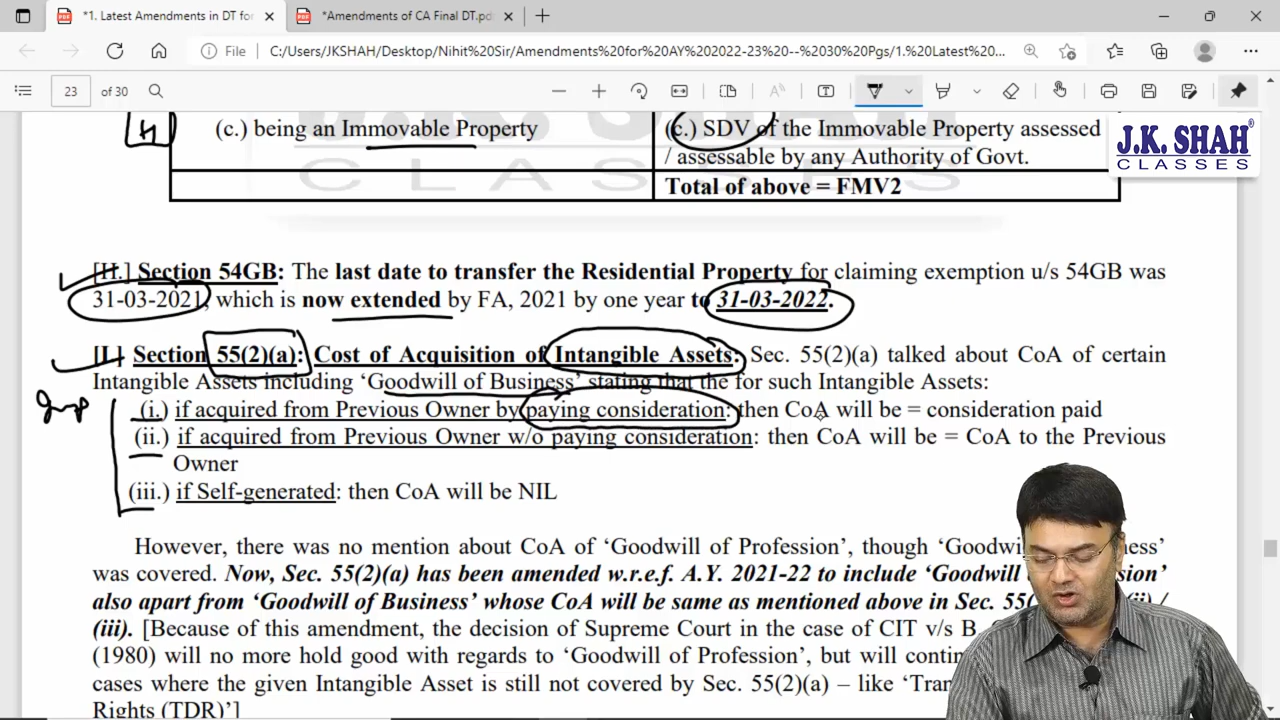 *1. Latest Amendments in DT for
*Amendments of CA Final DT.pd
File
C:/Users/JKSHAH/Desktop/Nihit%20Sir/Amendments%20for%20AY%202022-23%20--%2030%20Pgs/1.%20Latest%20...
23 of 30
H
(c.) being an Immovable Property
(c.) SDV of the Immovable Property assessed
/ assessable by any Authority of Govt.
Total of above = FMV2
J.K. SHAH
CLASSES
J.K. SHAH
CLASSES
[H.] Section 54GB: The last date to transfer the Residential Property for claiming exemption u/s 54GB was
31-03-2021, which is now extended by FA, 2021 by one year to 31-03-2022.
[I.] Section 55(2)(a): Cost of Acquisition of Intangible Assets: Sec. 55(2)(a) talked about CoA of certain
Intangible Assets including ‘Goodwill of Business’ stating that the for such Intangible Assets:
Imp
(i.) if acquired from Previous Owner by paying consideration: then CoA will be = consideration paid
(ii.) if acquired from Previous Owner w/o paying consideration: then CoA will be = CoA to the Previous
Owner
(iii.) if Self-generated: then CoA will be NIL
However, there was no mention about CoA of ‘Goodwill of Profession’, though
was covered. Now, Sec. 55(2)(a) has been amended w.r.e.f. A.Y. 2021-22 to include
also apart from ‘Goodwill of Business’ whose CoA will be same as mentioned above in Sec. (ii) /
(iii). [Because of this amendment, the decision of Supreme Court in the case of CIT v/s B.
(1980) will no more hold good with regards to ‘Goodwill of Profession’, but will
cases where the given Intangible Asset is still not covered by Sec. 55(2)(a) – like
Rights (TDR)’]